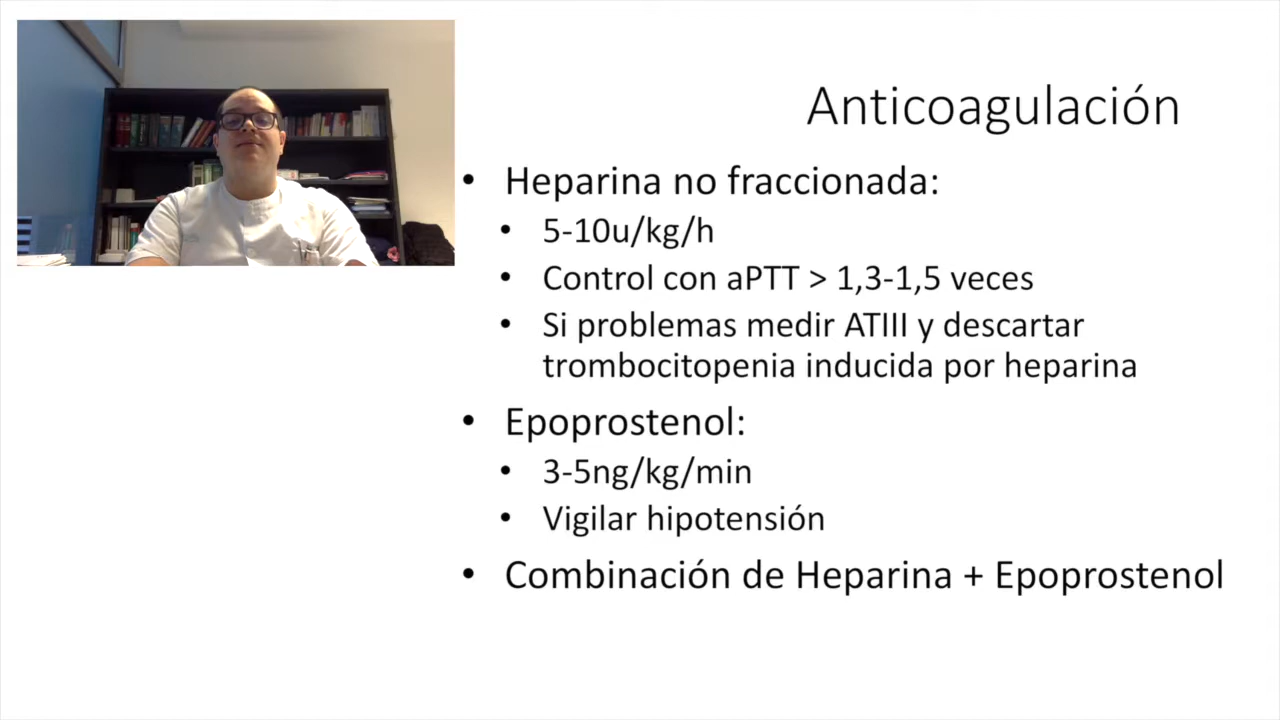 Anticoagulación
• Heparina no fraccionada:
• 5-10u/kg/h
• Control con aPTT > 1,3-1,5 veces
• Si problemas medir ATIII y descartar
trombocitopenia inducida por heparina
• Epoprostenol:
• 3-5ng/kg/min
• Vigilar hipotensión
• Combinación de Heparina + Epoprostenol